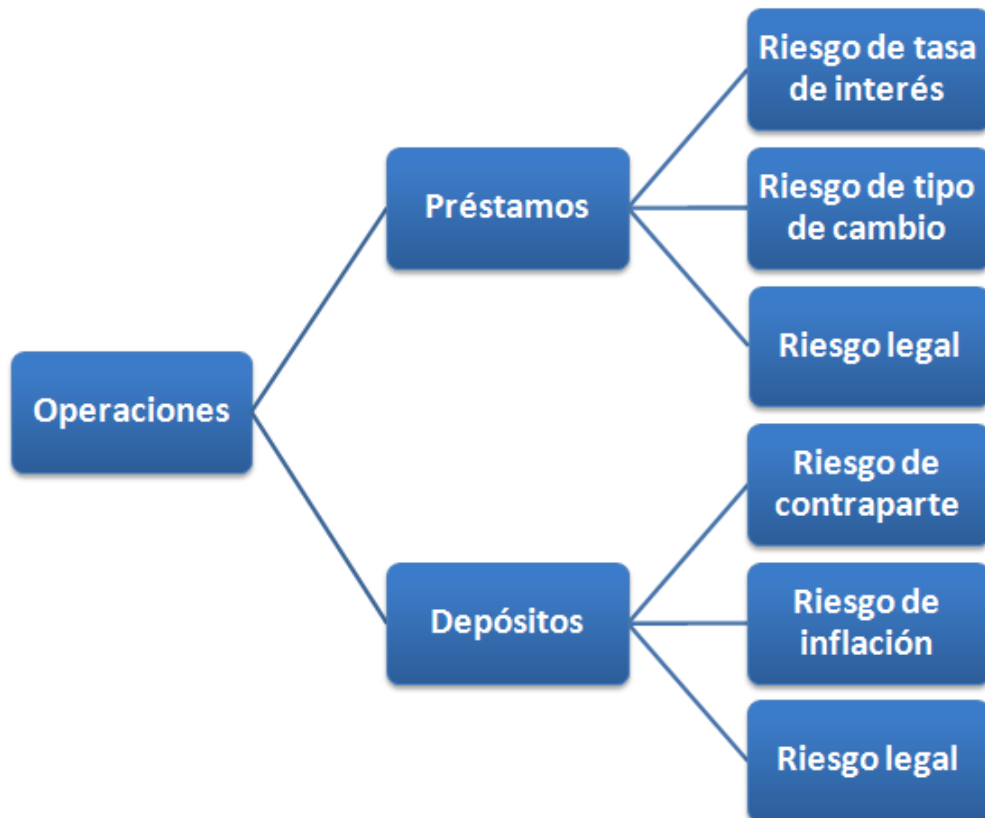 Operaciones
Préstamos
Riesgo de tasa
de interés
Riesgo de tipo
de cambio
Riesgo legal
Depósitos
Riesgo de
contraparte
Riesgo de
inflación
Riesgo legal